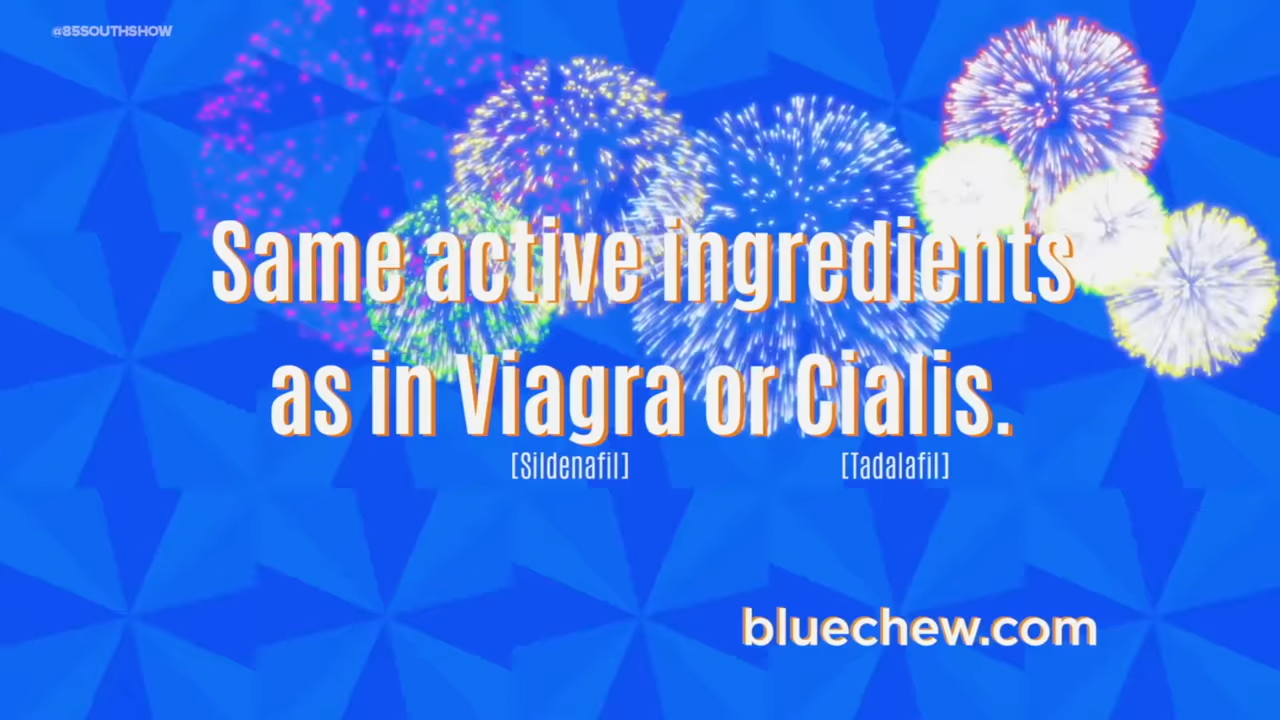 @85SOUTHSHOW
Same active ingredients
as in Viagra or Cialis.
[Sildenafil] [Tadalafil]
bluechew.com